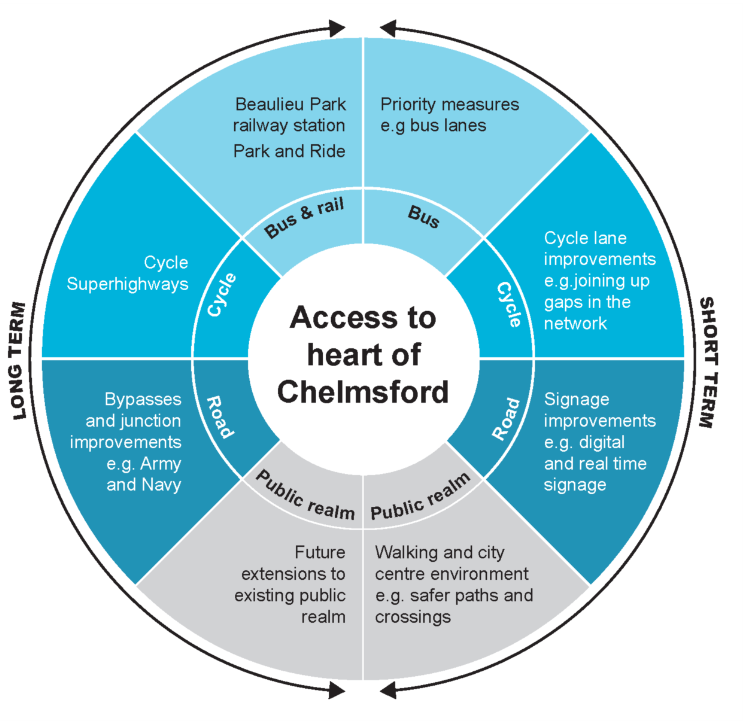 Beaulieu Park
railway station
Park and Ride
Priority measures
e.g bus lanes
Bus & rail
Bus
Cycle
Superhighways
Cycle
Cycle
Cycle lane
improvements
e.g.joining up
gaps in the
network
Access to
heart of
Chelmsford
LONG TERM
SHORT TERM
Bypasses
and junction
improvements
e.g. Army
and Navy
Road
Road
Signage
improvements
e.g. digital
and real time
signage
Public realm
Public realm
Future
extensions to
existing public
realm
Walking and city
centre environment
e.g. safer paths and
crossings